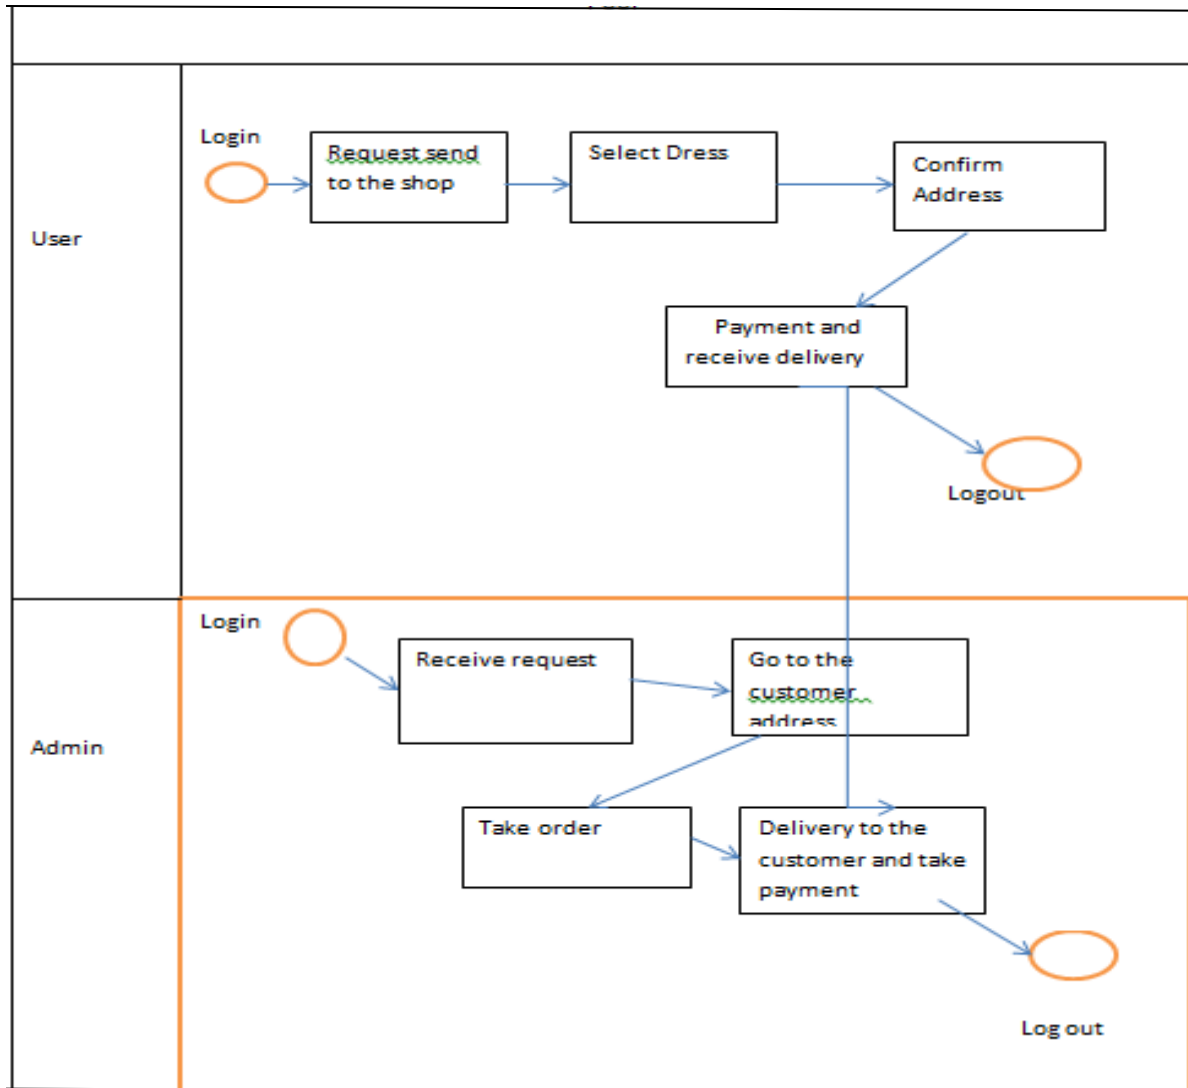 User
Login
Request send
to the shop
Select Dress
Confirm
Address
Payment and
receive delivery
Logout
Admin
Login
Receive request
Go to the
customer
address
Take order
Delivery to the
customer and take
payment
Log out